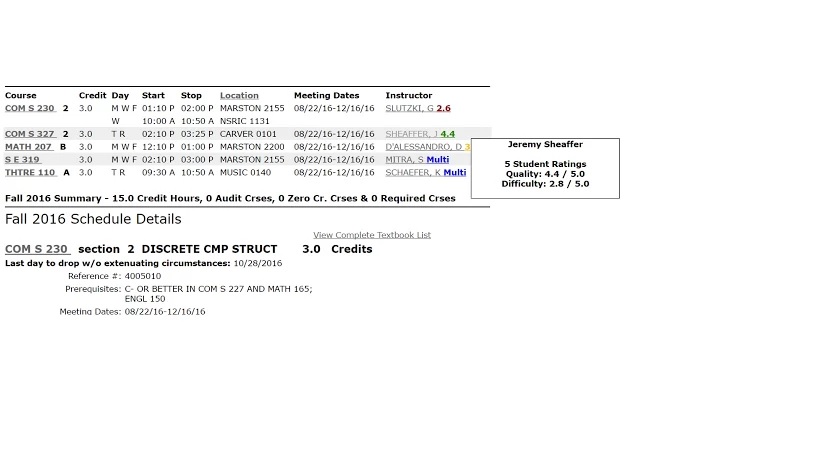 Course Credit Day Start Stop Location Meeting Dates Instructor
COM S 230 2 3.0 M W F 01:10 P 02:00 P MARSTON 2155 08/22/16-12/16/16 SLUTZKI, G 2.6
W 10:00 A 10:50 A NSRIC 1131
COM S 327 2 3.0 T R 02:10 P 03:25 P CARVER 0101 08/22/16-12/16/16 SHEAFFER, J 4.4
MATH 207 B 3.0 M W F 12:10 P 01:00 P MARSTON 2200 08/22/16-12/16/16 D'ALESSANDRO, D
S E 319 3.0 M W F 02:10 P 03:00 P MARSTON 2155 08/22/16-12/16/16 MITRA, S Multi
THTRE 110 A 3.0 T R 09:30 A 10:50 A MUSIC 0140 08/22/16-12/16/16 SCHAEFER, K Multi
Jeremy Sheaffer
5 Student Ratings
Quality: 4.4 / 5.0
Difficulty: 2.8 / 5.0
Fall 2016 Summary - 15.0 Credit Hours, 0 Audit Crses, 0 Zero Cr. Crses & 0 Required Crses
Fall 2016 Schedule Details
View Complete Textbook List
COM S 230 section 2 DISCRETE CMP STRUCT 3.0 Credits
Last day to drop w/o extenuating circumstances: 10/28/2016
Reference #: 4005010
Prerequisites: C- OR BETTER IN COM S 227 AND MATH 165;
ENGL 150
Meeting Dates: 08/22/16-12/16/16